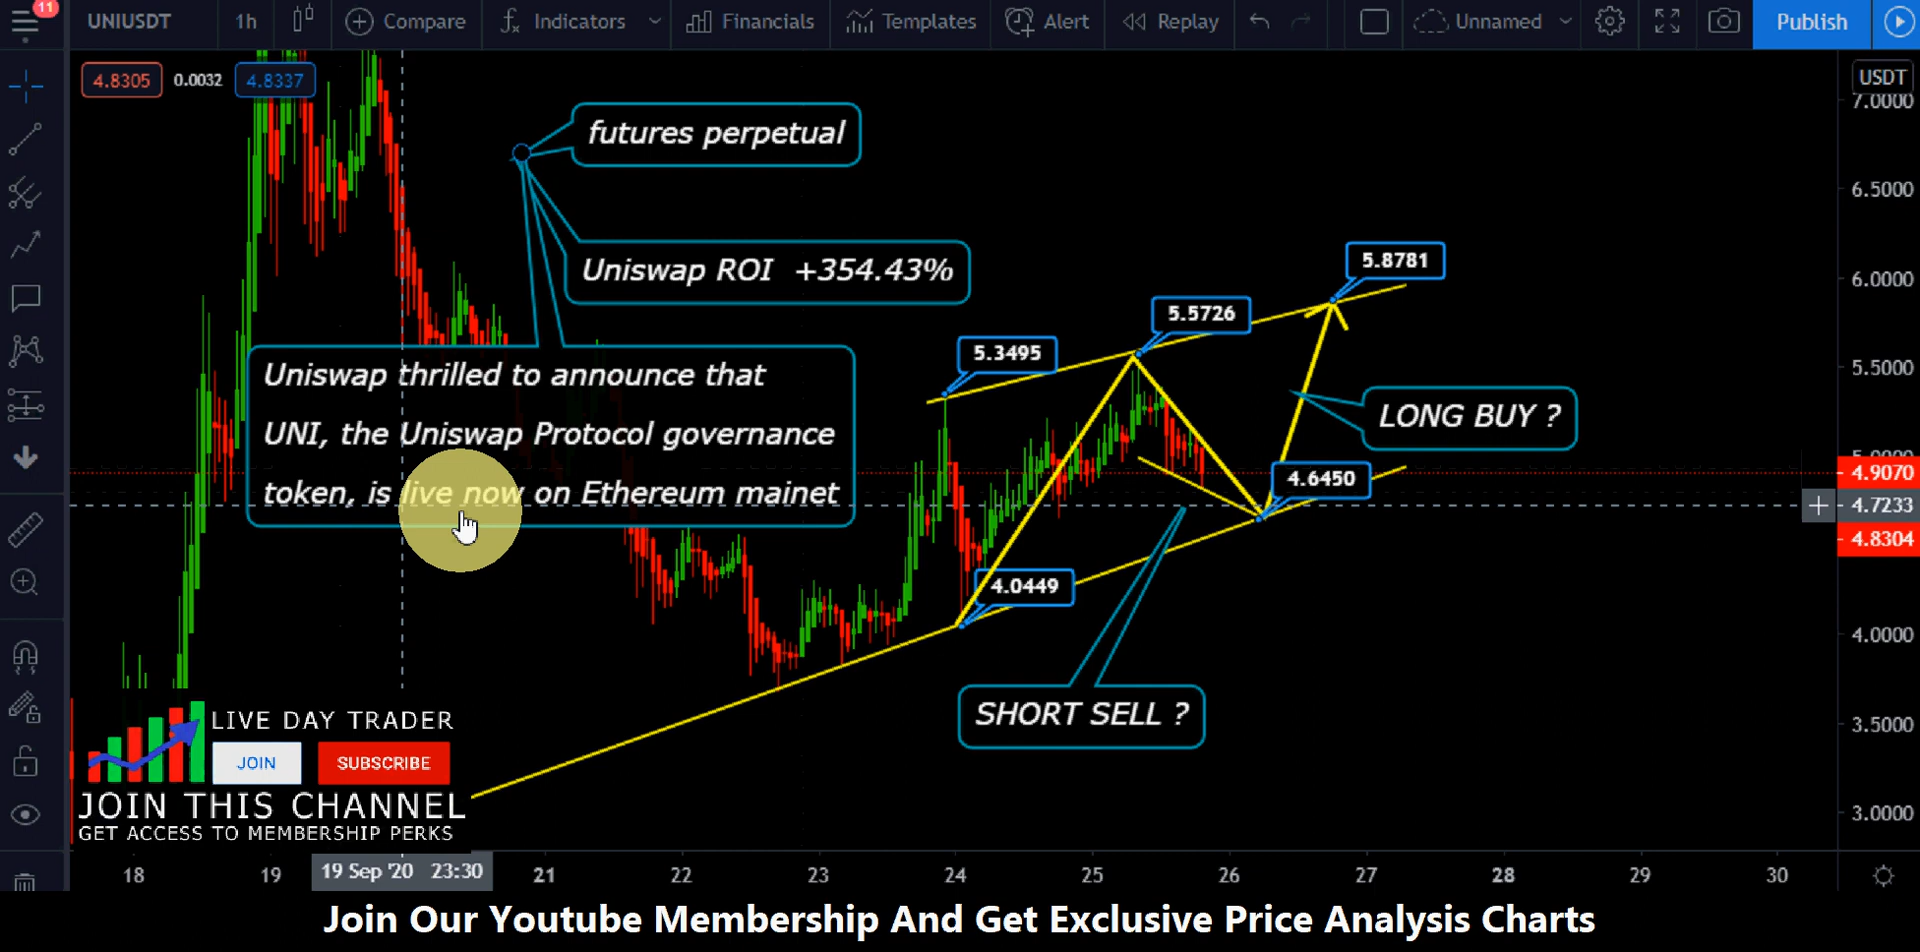 11
UNIUSDT
1h
Compare
Indicators
Financials
Templates
Alert
Replay
Unnamed
Publish
4.8305
0.0032
4.8337
USDT
7.0000
futures perpetual
6.5000
Uniswap ROI +354.43%
5.8781
6.0000
5.5726
5.3495
5.5000
Uniswap thrilled to announce that
UNI, the Uniswap Protocol governance
token, is live now on Ethereum mainet
LONG BUY ?
5.0000
4.9070
4.6450
4.7233
4.8304
4.0449
4.0000
SHORT SELL ?
3.5000
LIVE DAY TRADER
JOIN
SUBSCRIBE
JOIN THIS CHANNEL
GET ACCESS TO MEMBERSHIP PERKS
3.0000
18
19
19 Sep '20 23:30
21
22
23
24
25
26
27
28
29
30
Join Our Youtube Membership And Get Exclusive Price Analysis Charts